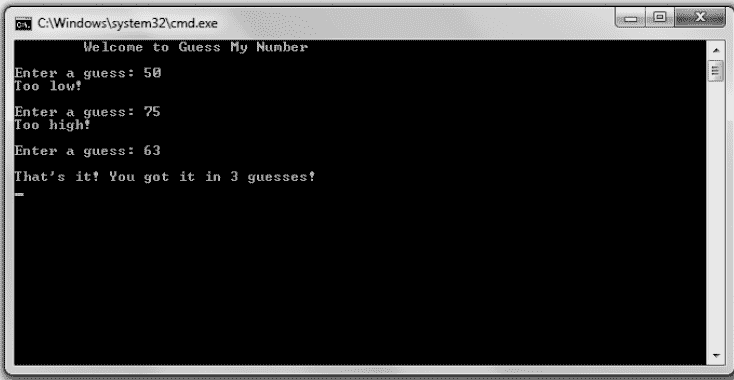 C:\Windows\system32\cmd.exe
Welcome to Guess My Number
Enter a guess: 50
Too low!
Enter a guess: 75
Too high!
Enter a guess: 63
That's it! You got it in 3 guesses!